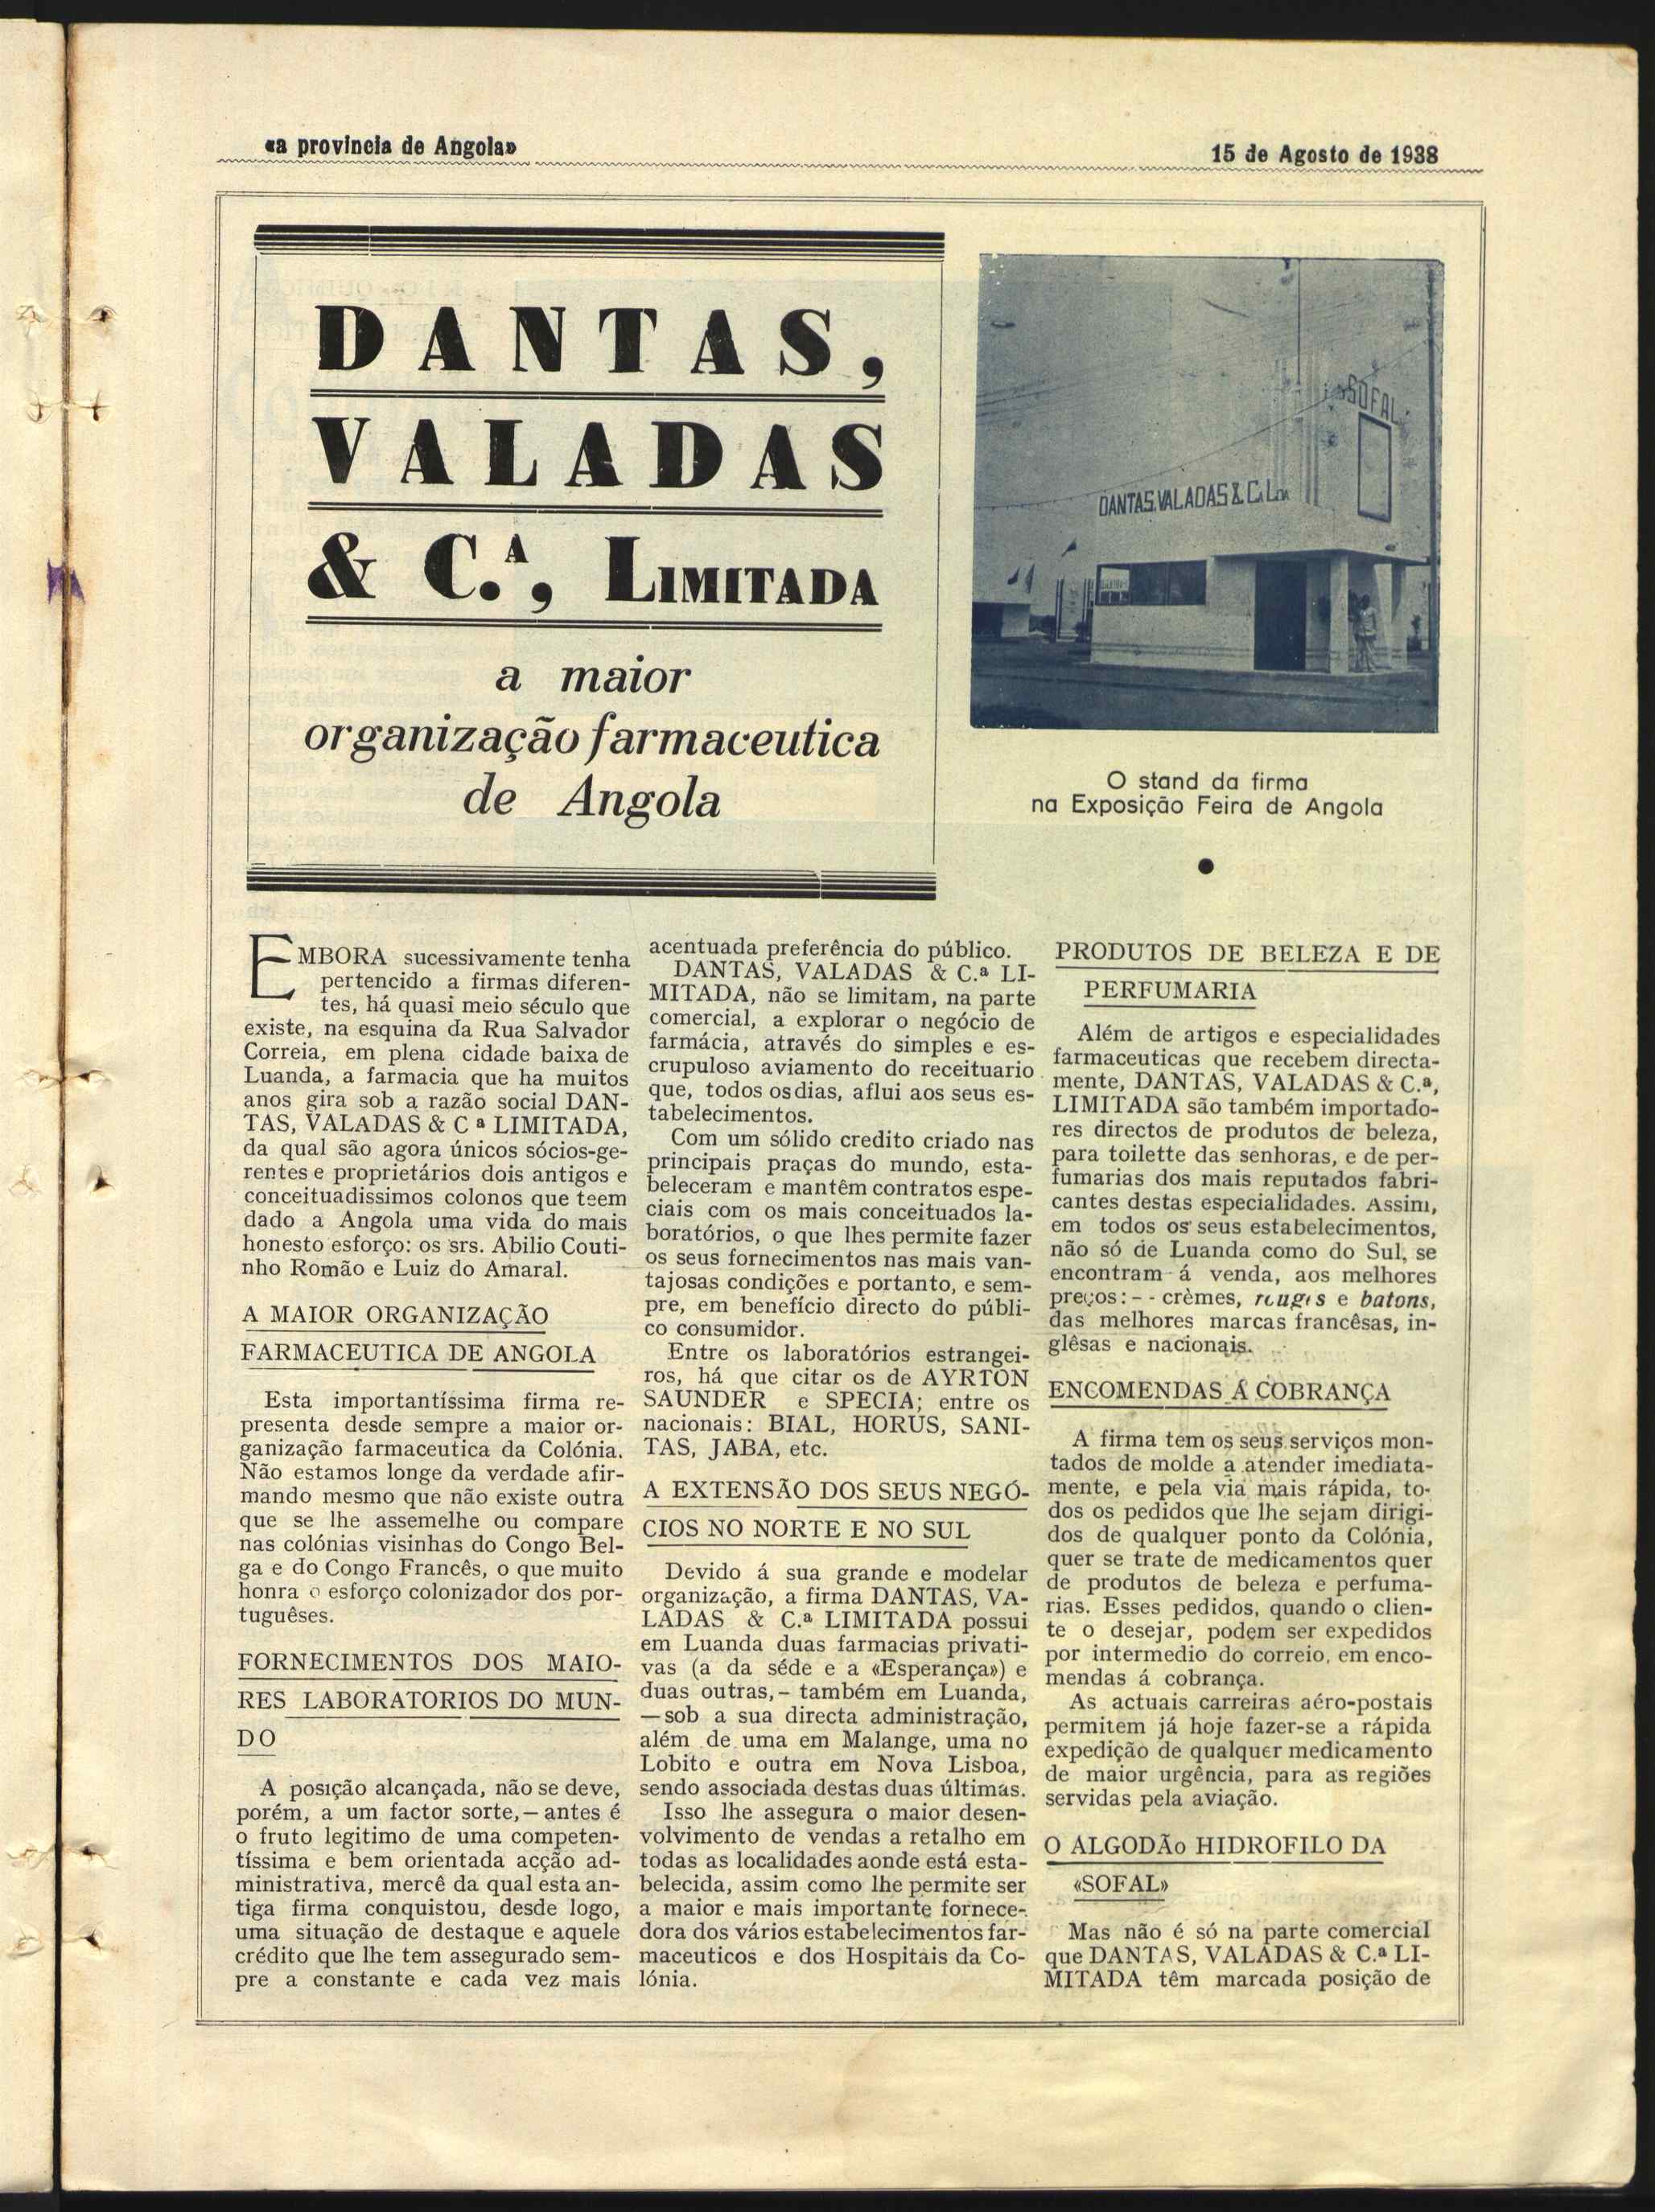 «a provincia de Angola»
15 de Agosto de 1938
DANTAS,
VALADAS
& C.ª, LIMITADA
a maior
organização farmaceutica
de Angola
SOFAL
DANTAS, VALADAS & Cª LDA
O stand da firma
na Exposição Feira de Angola
EMBORA sucessivamente tenha
pertencido a firmas diferen-
tes, há quasi meio século que
existe, na esquina da Rua Salvador
Correia, em plena cidade baixa de
Luanda, a farmacia que ha muitos
anos gira sob a razão social DAN-
TAS, VALADAS & C ª LIMITADA,
da qual são agora únicos sócios-ge-
rentes e proprietários dois antigos e
conceituadissimos colonos que teem
dado a Angola uma vida do mais
honesto esforço: os srs. Abilio Couti-
nho Romão e Luiz do Amaral.
A MAIOR ORGANIZAÇÃO
FARMACEUTICA DE ANGOLA
Esta importantíssima firma re-
presenta desde sempre a maior or-
ganização farmaceutica da Colónia.
Não estamos longe da verdade afir-
mando mesmo que não existe outra
que se lhe assemelhe ou compare
nas colónias visinhas do Congo Bel-
ga e do Congo Francês, o que muito
honra o esforço colonizador dos por-
tuguêses.
FORNECIMENTOS DOS MAIO-
RES LABORATORIOS DO MUN-
DO
A posição alcançada, não se deve,
porém, a um factor sorte, — antes é
o fruto legitimo de uma competen-
tíssima e bem orientada acção ad-
ministrativa, mercê da qual esta an-
tiga firma conquistou, desde logo,
uma situação de destaque e aquele
crédito que lhe tem assegurado sem-
pre a constante e cada vez mais
acentuada preferência do público.
DANTAS, VALADAS & C.ª LI-
MITADA, não se limitam, na parte
comercial, a explorar o negócio de
farmácia, através do simples e es-
crupuloso aviamento do receituario
que, todos os dias, aflui aos seus es-
tabelecimentos.
Com um sólido credito criado nas
principais praças do mundo, esta-
beleceram e mantêm contratos espe-
ciais com os mais conceituados la-
boratórios, o que lhes permite fazer
os seus fornecimentos nas mais van-
tajosas condições e portanto, e sem-
pre, em benefício directo do públi-
co consumidor.
Entre os laboratórios estrangei-
ros, há que citar os de AYRTON
SAUNDER e SPECIA; entre os
nacionais: BIAL, HORUS, SANI-
TAS, JABA, etc.
A EXTENSÃO DOS SEUS NEGÓ-
CIOS NO NORTE E NO SUL
Devido á sua grande e modelar
organização, a firma DANTAS, VA-
LADAS & C.ª LIMITADA possui
em Luanda duas farmacias privati-
vas (a da séde e a «Esperança») e
duas outras, — também em Luanda,
— sob a sua directa administração,
além de uma em Malange, uma no
Lobito e outra em Nova Lisboa,
sendo associada destas duas últimas.
Isso lhe assegura o maior desen-
volvimento de vendas a retalho em
todas as localidades aonde está esta-
belecida, assim como lhe permite ser
a maior e mais importante fornece-
dora dos vários estabelecimentos far-
maceuticos e dos Hospitais da Co-
lónia.
PRODUTOS DE BELEZA E DE
PERFUMARIA
Além de artigos e especialidades
farmaceuticas que recebem directa-
mente, DANTAS, VALADAS & C.ª,
LIMITADA são também importado-
res directos de produtos de beleza,
para toilette das senhoras, e de per-
fumarias dos mais reputados fabri-
cantes destas especialidades. Assim,
em todos os seus estabelecimentos,
não só de Luanda como do Sul, se
encontram á venda, aos melhores
preços: - - crèmes, rouges e batons,
das melhores marcas francêsas, in-
glêsas e nacionais.
ENCOMENDAS Á COBRANÇA
A firma tem os seus serviços mon-
tados de molde a atender imediata-
mente, e pela via mais rápida, to-
dos os pedidos que lhe sejam dirigi-
dos de qualquer ponto da Colónia,
quer se trate de medicamentos quer
de produtos de beleza e perfuma-
rias. Esses pedidos, quando o clien-
te o desejar, podem ser expedidos
por intermedio do correio, em enco-
mendas á cobrança.
As actuais carreiras aéro-postais
permitem já hoje fazer-se a rápida
expedição de qualquer medicamento
de maior urgência, para as regiões
servidas pela aviação.
O ALGODÃo HIDROFILO DA
«SOFAL»
Mas não é só na parte comercial
que DANTAS, VALADAS & C.ª LI-
MITADA têm marcada posição de